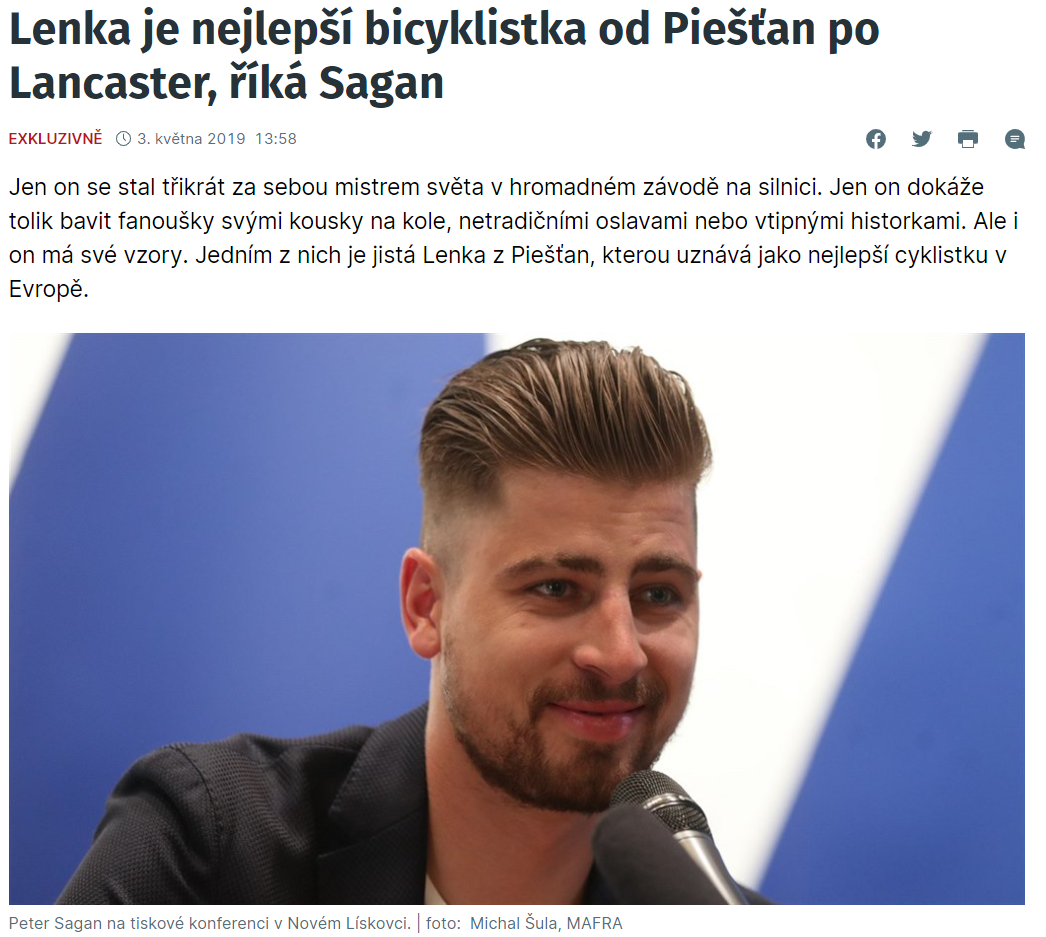 Lenka je nejlepší bicyklistka od Piešťan po
Lancaster, říká Sagan
EXKLUZIVNĚ 3. května 2019 13:58
Jen on se stal třikrát za sebou mistrem světa v hromadném závodě na silnici. Jen on dokáže
tolik bavit fanoušky svými kousky na kole, netradičními oslavami nebo vtipnými historkami. Ale i
on má své vzory. Jedním z nich je jistá Lenka z Piešťan, kterou uznává jako nejlepší cyklistku v
Evropě.
Peter Sagan na tiskové konferenci v Novém Lískovci. | foto: Michal Šula, MAFRA